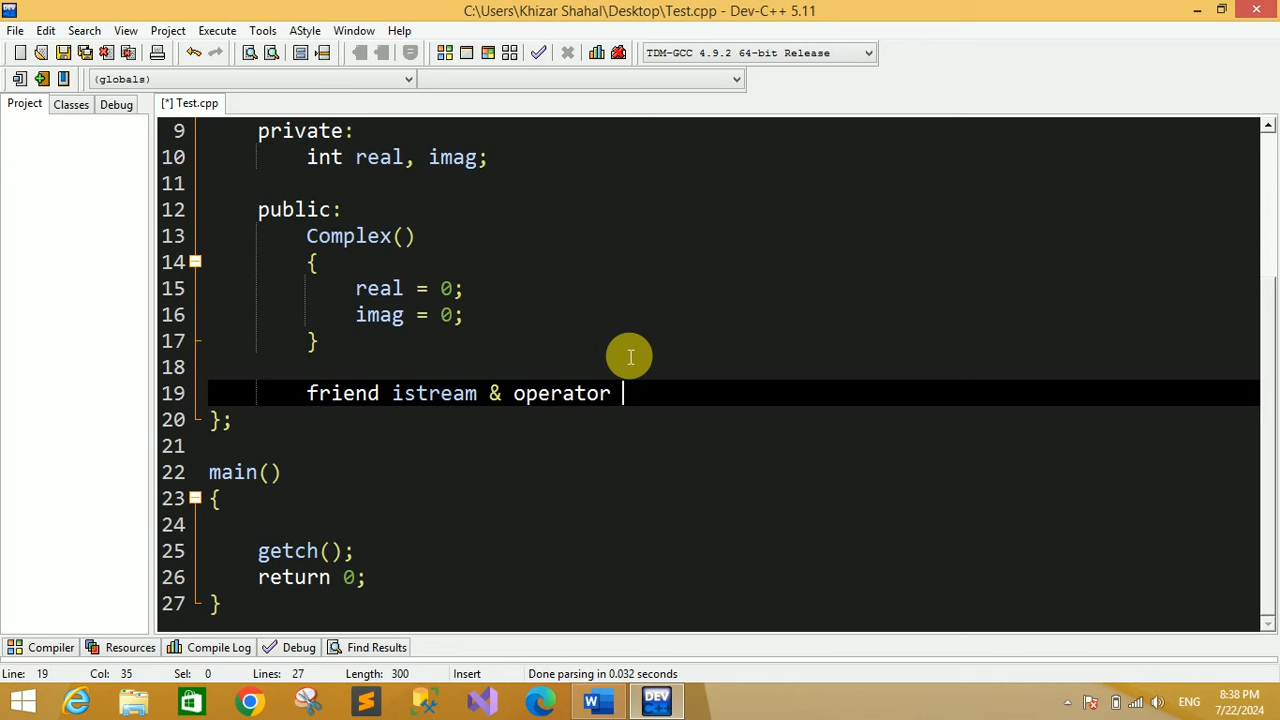 C:\Users\Khizar Shahal\Desktop\Test.cpp - Dev-C++ 5.11
File Edit Search View Project Execute Tools AStyle Window Help
TDM-GCC 4.9.2 64-bit Release
(globals)
Project Classes Debug [*] Test.cpp
9 private:
10 int real, imag;
11
12 public:
13 Complex()
14 {
15 real = 0;
16 imag = 0;
17 }
18
19 friend istream & operator
20 };
21
22 main()
23 {
24
25 getch();
26 return 0;
27 }
Compiler Resources Compile Log Debug Find Results
Line: 19 Col: 35 Sel: 0 Lines: 27 Length: 300 Insert Done parsing in 0.032 seconds
DEV
ENG
8:38 PM
7/22/2024